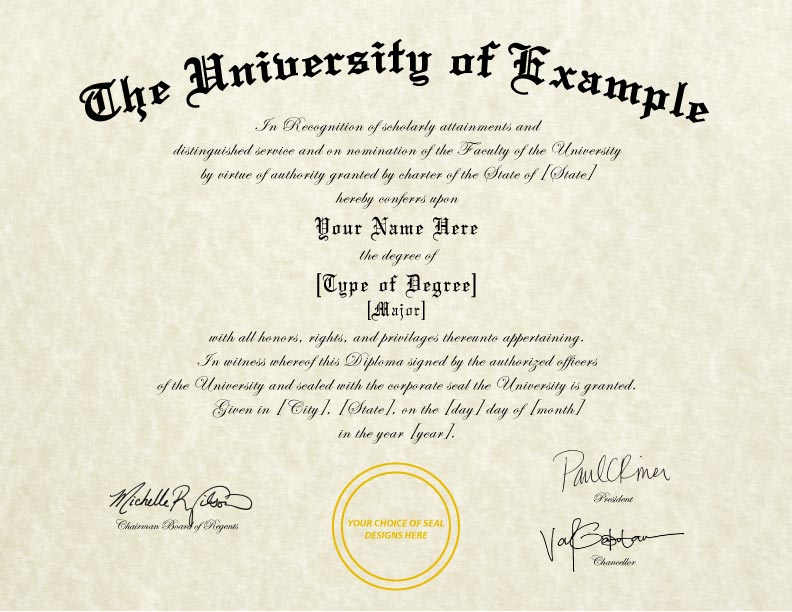 The University of Example
In Recognition of scholarly attainments and
distinguished service and on nomination of the Faculty of the University
by virtue of authority granted by charter of the State of [State]
hereby conferrs upon
Your Name Here
the degree of
[Type of Degree]
[Major]
with all honors, rights, and privilages thereunto appertaining.
In witness whereof this Diploma signed by the authorized officers
of the University and sealed with the corporate seal the University is granted.
Given in [City], [State], on the [day] day of [month]
in the year [year].
Michelle R Wilson
Chairman Board of Regents
YOUR CHOICE OF SEAL
DESIGNS HERE
Paul
President
Chancellor